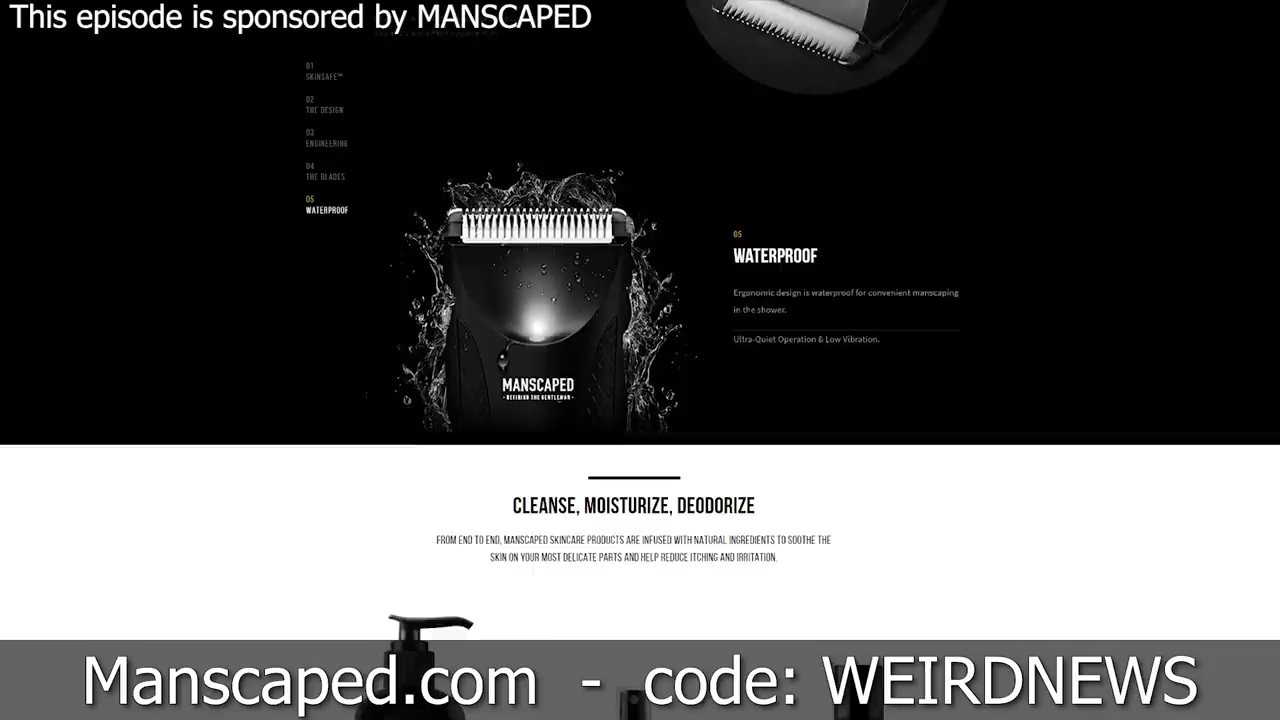 This episode is sponsored by MANSCAPED
01
SKINSAFE™
02
THE DESIGN
03
ENGINEERING
04
THE BLADES
05
WATERPROOF
05
WATERPROOF
Ergonomic design is waterproof for convenient manscaping
in the shower.
Ultra-Quiet Operation & Low Vibration.
MANSCAPED
• REFINING THE GENTLEMAN •
CLEANSE, MOISTURIZE, DEODORIZE
FROM END TO END, MANSCAPED SKINCARE PRODUCTS ARE INFUSED WITH NATURAL INGREDIENTS TO SOOTHE THE
SKIN ON YOUR MOST DELICATE PARTS AND HELP REDUCE ITCHING AND IRRITATION.
Manscaped.com - code: WEIRDNEWS